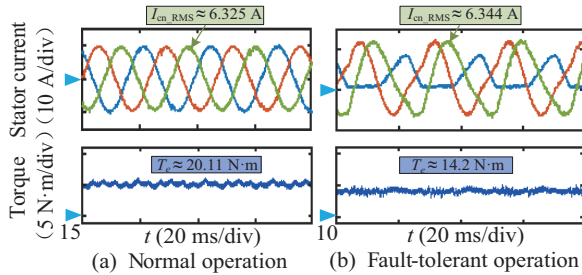 I_cn_RMS ≈ 6.325 A
I_cn_RMS ≈ 6.344 A
Stator current
(10 A/div)
T_e ≈ 20.11 N·m
T_e ≈ 14.2 N·m
Torque
(5 N·m/div)
15
t (20 ms/div)
10
t (20 ms/div)
(a) Normal operation
(b) Fault-tolerant operation